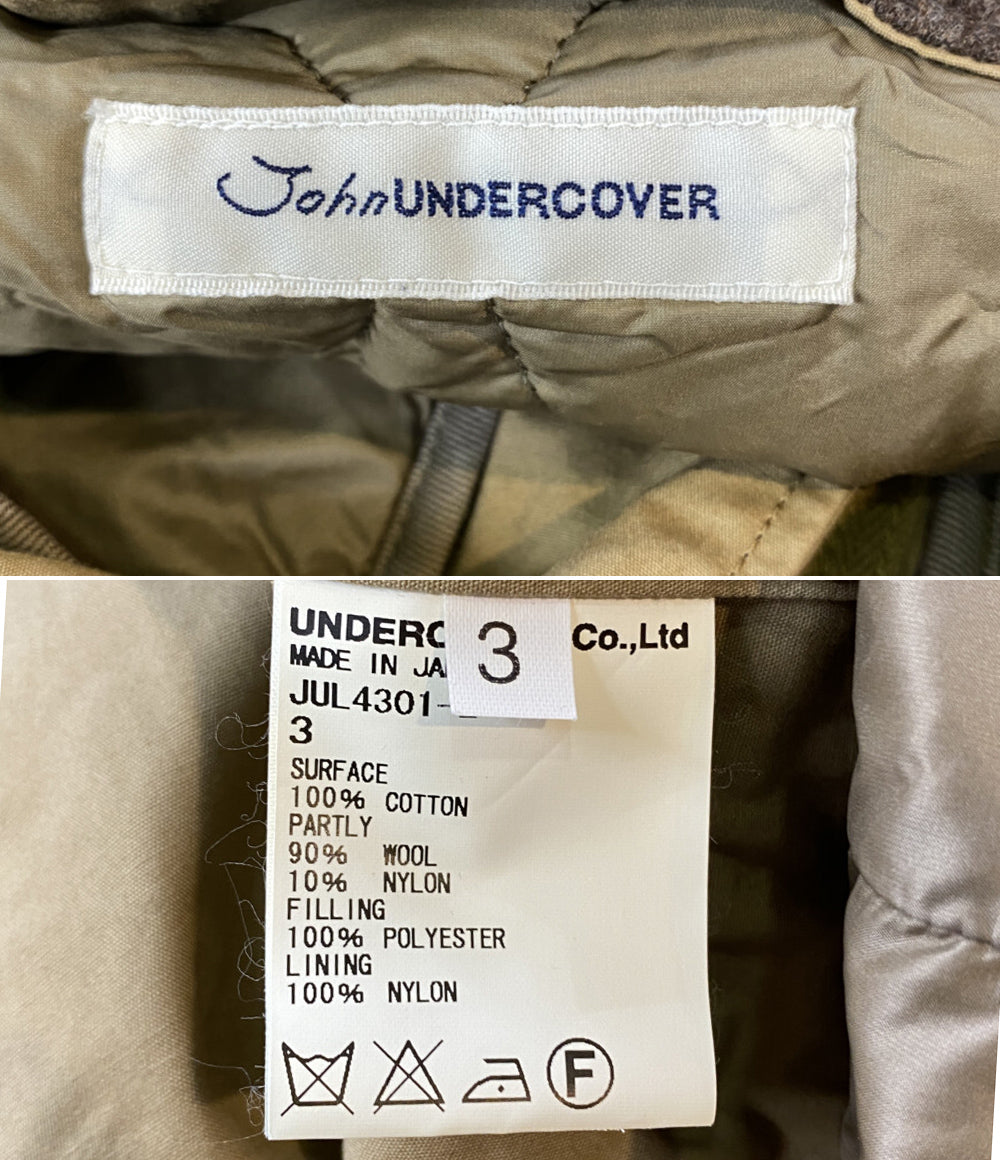 John UNDERCOVER
UNDERC Co.,Ltd
3
MADE IN JA
JUL4301-
3
SURFACE
100% COTTON
PARTLY
90% WOOL
10% NYLON
FILLING
100% POLYESTER
LINING
100% NYLON
F